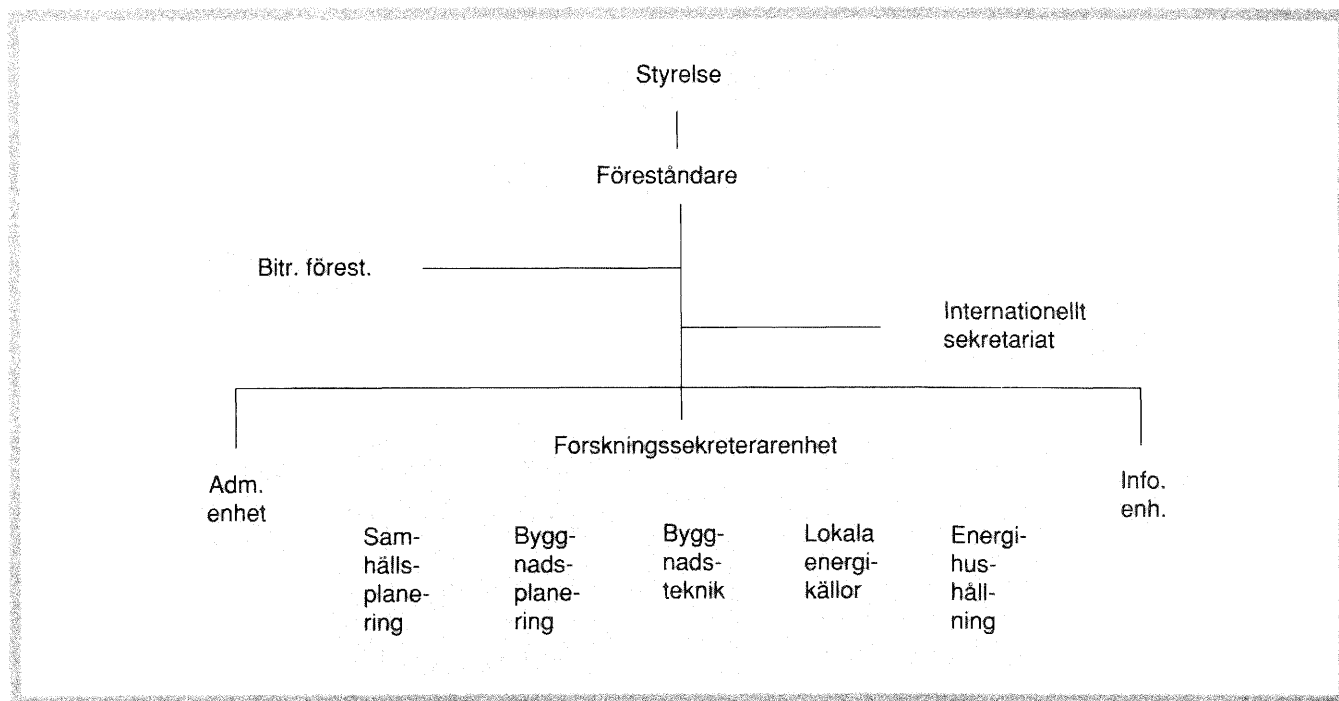 Styrelse
Föreståndare
Bitr. förest.
Internationellt
sekretariat
Forskningssekreterarenhet
Adm.
enhet
Info.
enh.
Sam-
hälls-
plane-
ring
Bygg-
nads-
plane-
ring
Bygg-
nads-
teknik
Lokala
energi-
källor
Energi-
hus-
håll-
ning